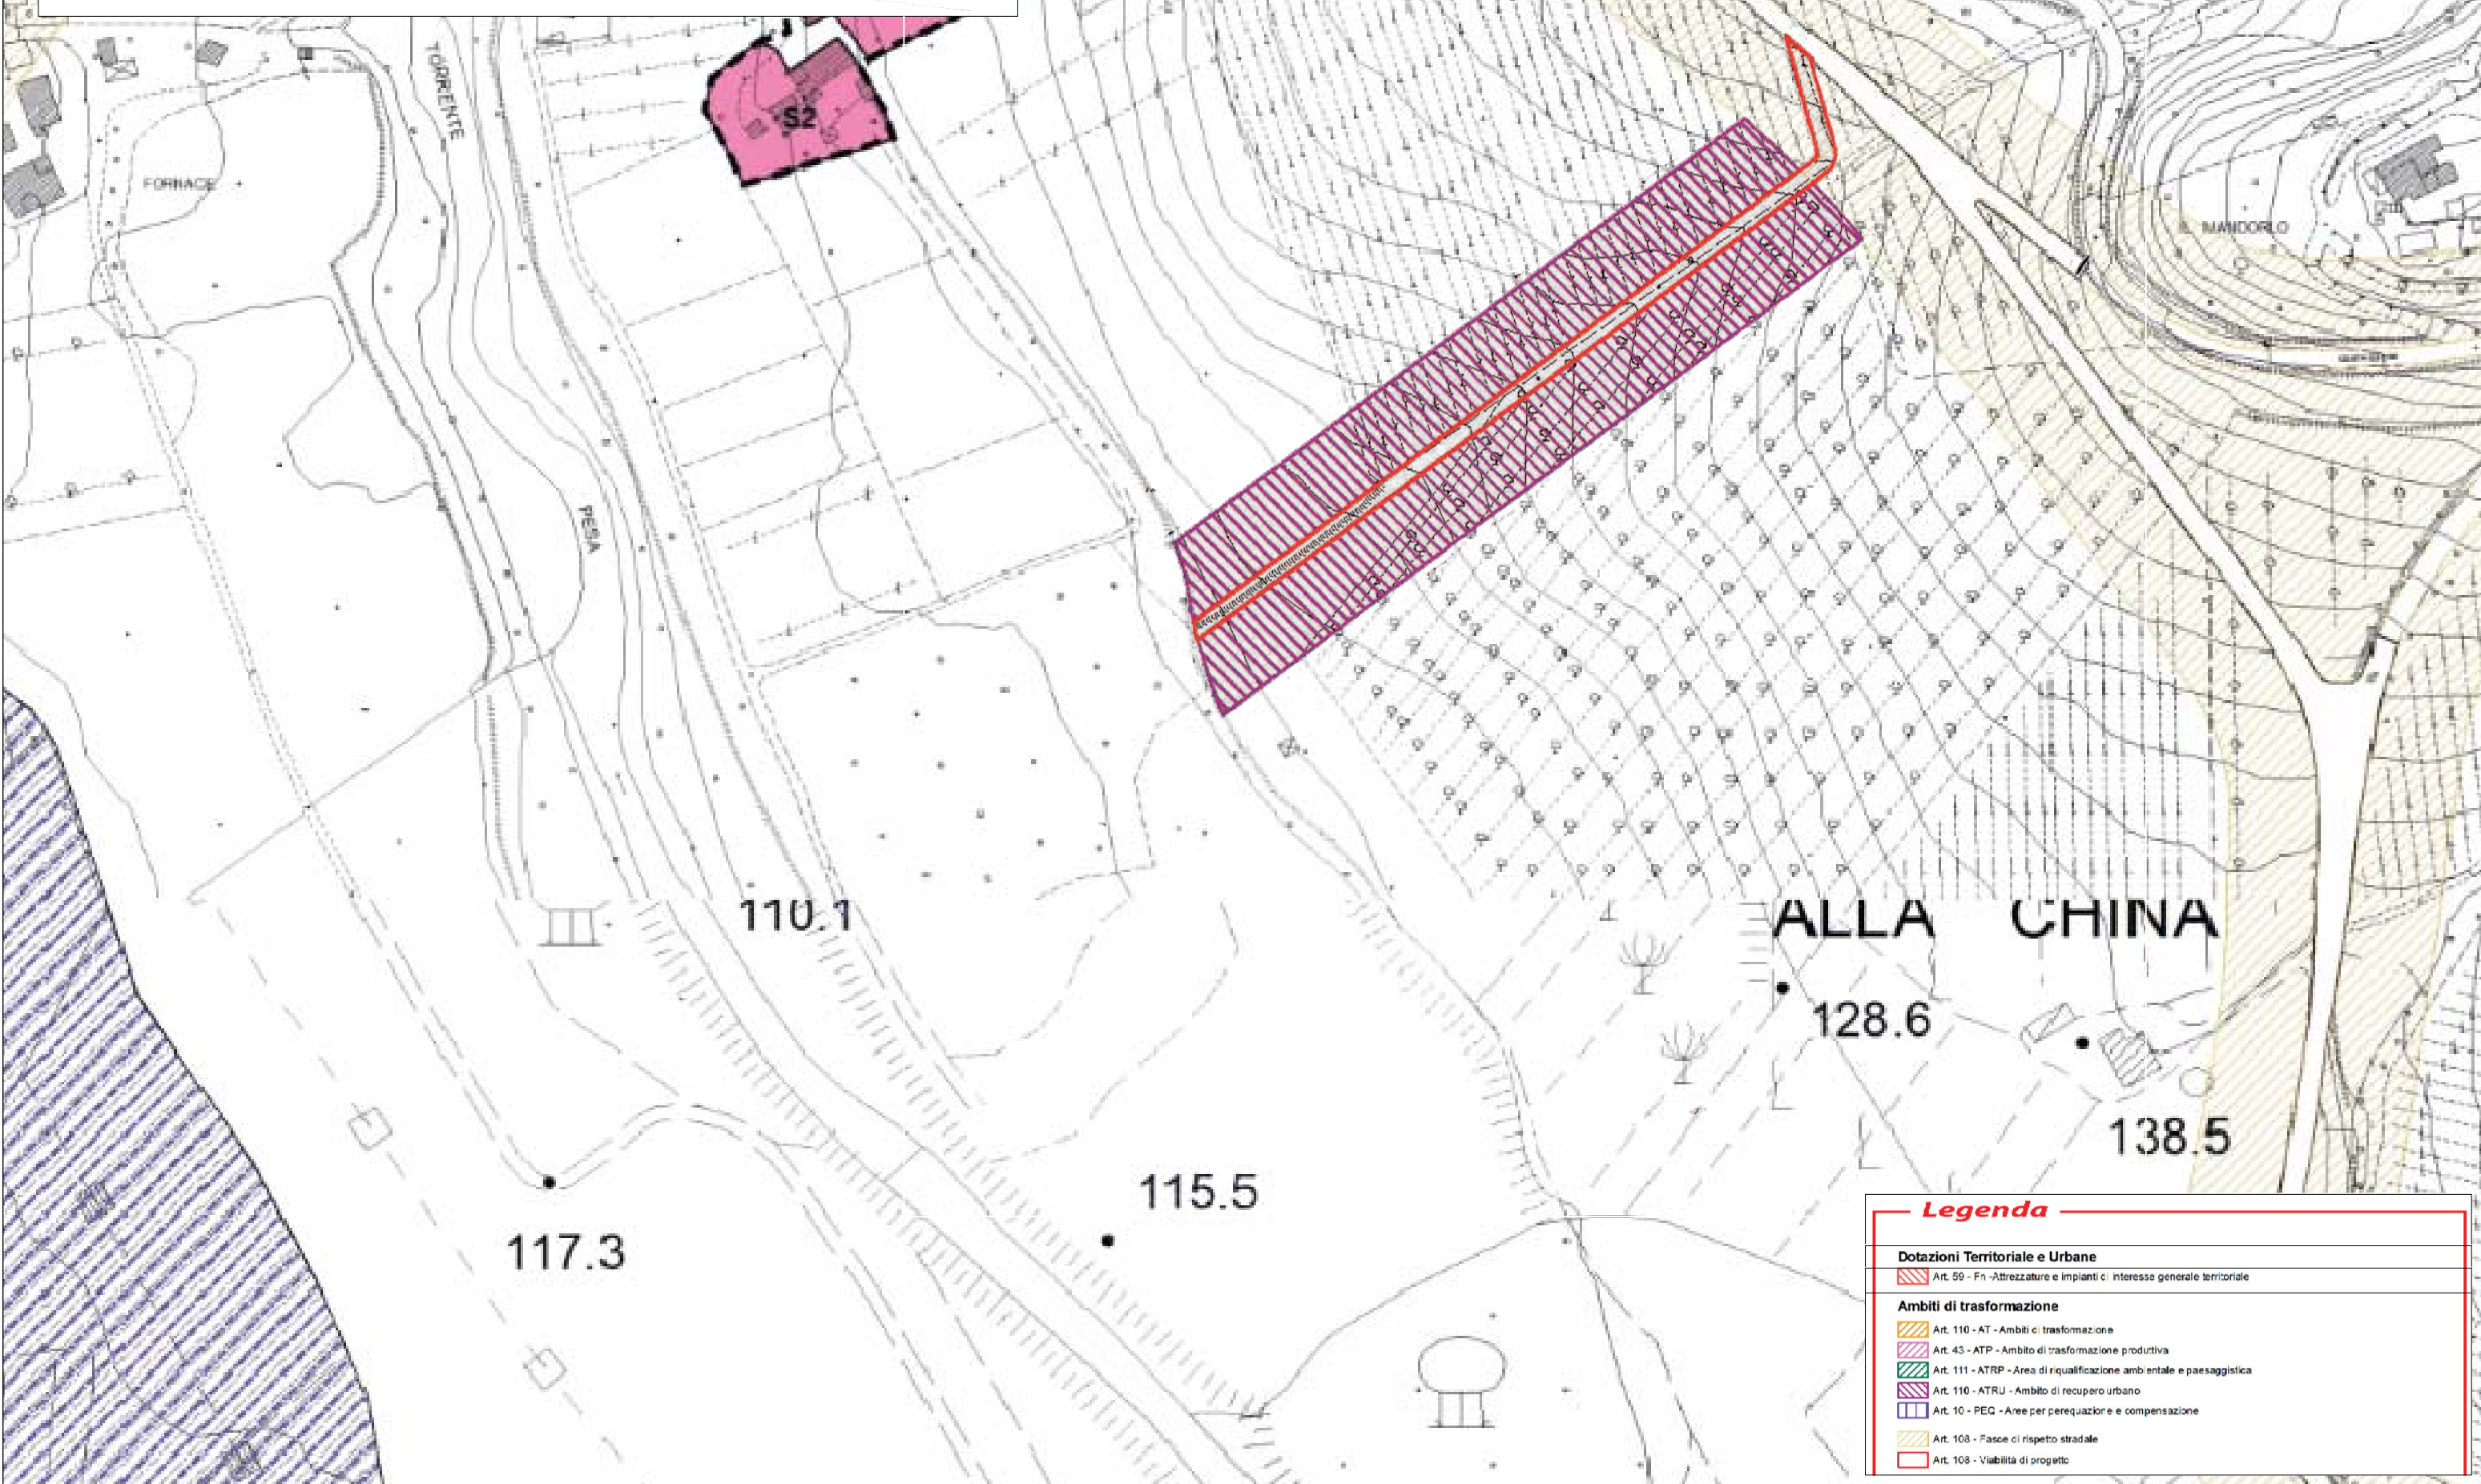 TORRENTE
S2
FORNACE
IL MANDORLO
PESA
110.1
ALLA CHINA
128.6
138.5
115.5
117.3
Legenda
Dotazioni Territoriale e Urbane
Art. 59 - Fn -Attrezzature e impianti di interesse generale territoriale
Ambiti di trasformazione
Art. 110 - AT - Ambiti di trasformazione
Art. 43 - ATP - Ambito di trasformazione produttiva
Art. 111 - ATRP - Area di riqualificazione ambientale e paesaggistica
Art. 110 - ATRU - Ambito di recupero urbano
Art. 10 - PEQ - Aree per perequazione e compensazione
Art. 108 - Fasce di rispetto stradale
Art. 108 - Viabilità di progetto